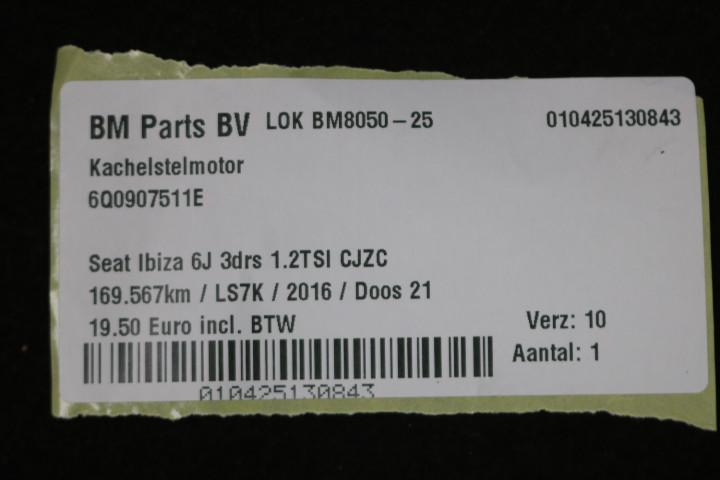 BM Parts BV LOK BM8050-25 010425130843
Kachelstelmotor
6Q0907511E
Seat Ibiza 6J 3drs 1.2TSI CJZC
169.567km / LS7K / 2016 / Doos 21
19.50 Euro incl. BTW Verz: 10
Aantal: 1
010425130843